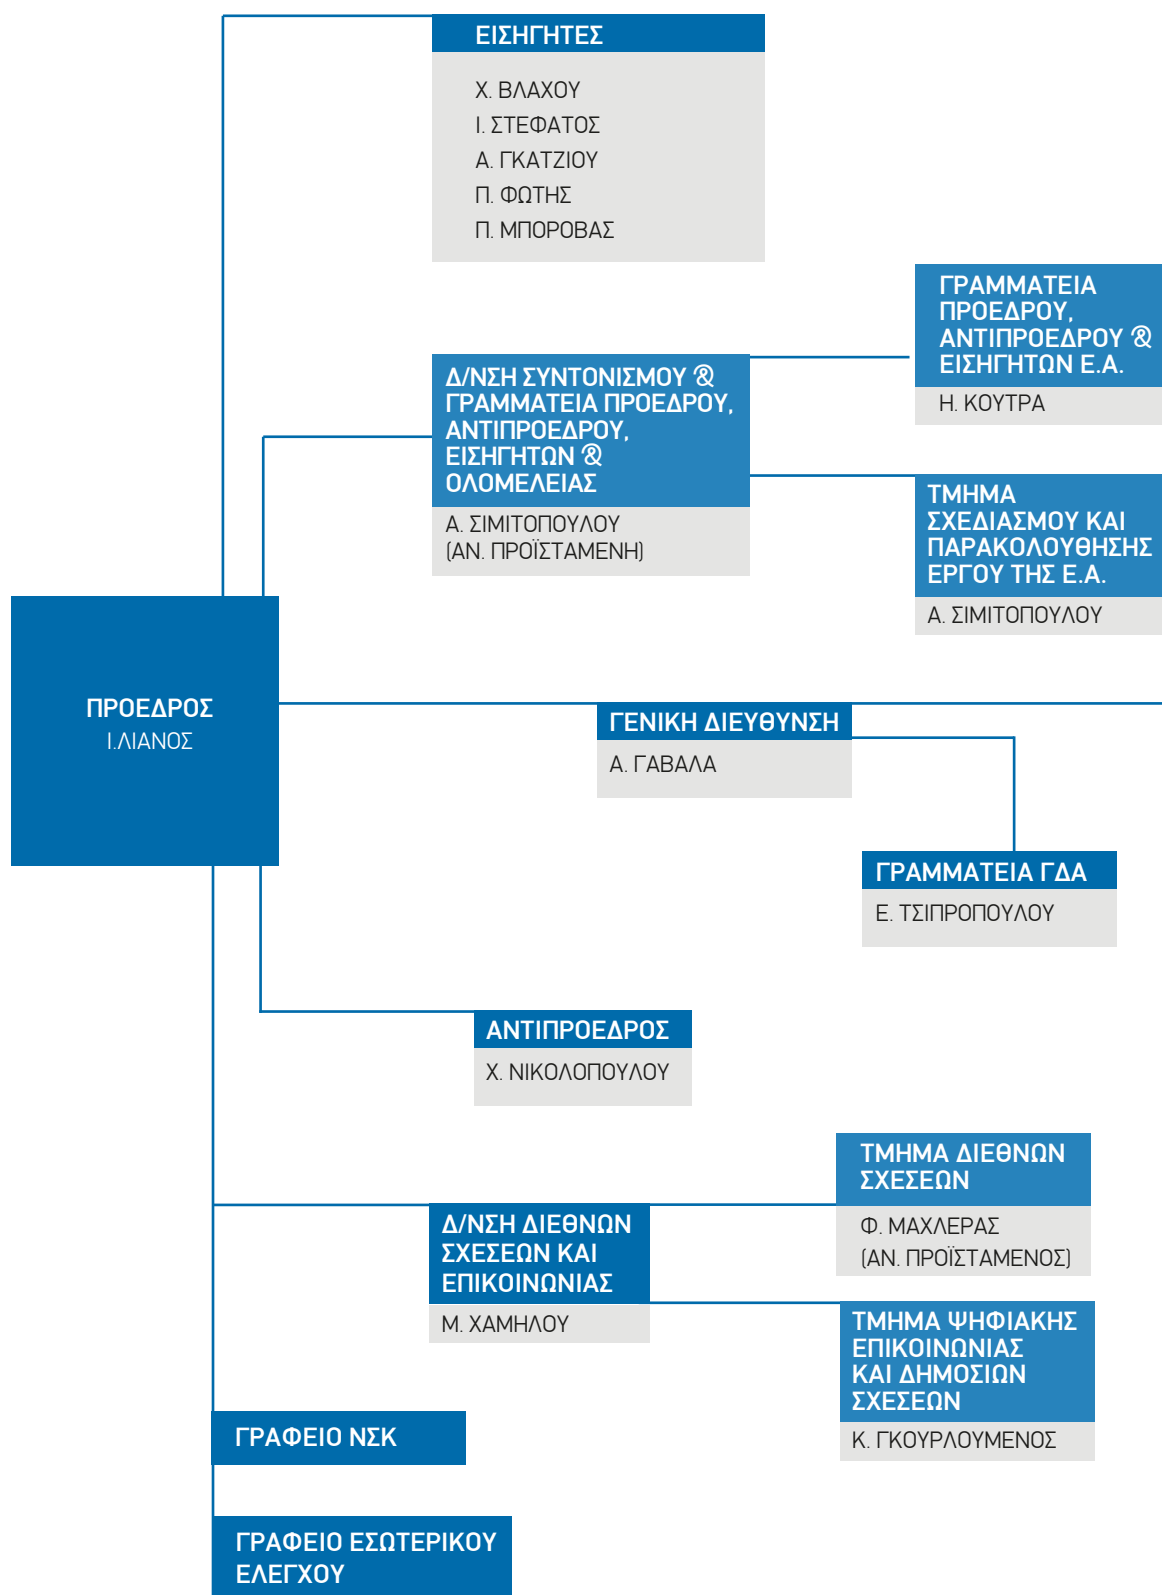 ΕΙΣΗΓΗΤΕΣ
Χ. ΒΛΑΧΟΥ
Ι. ΣΤΕΦΑΤΟΣ
Α. ΓΚΑΤΖΙΟΥ
Π. ΦΩΤΗΣ
Π. ΜΠΟΡΟΒΑΣ
ΓΡΑΜΜΑΤΕΙΑ
ΠΡΟΕΔΡΟΥ,
ΑΝΤΙΠΡΟΕΔΡΟΥ &
ΕΙΣΗΓΗΤΩΝ Ε.Α.
Η. ΚΟΥΤΡΑ
Δ/ΝΣΗ ΣΥΝΤΟΝΙΣΜΟΥ &
ΓΡΑΜΜΑΤΕΙΑ ΠΡΟΕΔΡΟΥ,
ΑΝΤΙΠΡΟΕΔΡΟΥ,
ΕΙΣΗΓΗΤΩΝ &
ΟΛΟΜΕΛΕΙΑΣ
Α. ΣΙΜΙΤΟΠΟΥΛΟΥ
(ΑΝ. ΠΡΟΪΣΤΑΜΕΝΗ)
ΤΜΗΜΑ
ΣΧΕΔΙΑΣΜΟΥ ΚΑΙ
ΠΑΡΑΚΟΛΟΥΘΗΣΗΣ
ΕΡΓΟΥ ΤΗΣ Ε.Α.
Α. ΣΙΜΙΤΟΠΟΥΛΟΥ
ΠΡΟΕΔΡΟΣ
Ι.ΛΙΑΝΟΣ
ΓΕΝΙΚΗ ΔΙΕΥΘΥΝΣΗ
Α. ΓΑΒΑΛΑ
ΓΡΑΜΜΑΤΕΙΑ ΓΔΑ
Ε. ΤΣΙΠΡΟΠΟΥΛΟΥ
ΑΝΤΙΠΡΟΕΔΡΟΣ
Χ. ΝΙΚΟΛΟΠΟΥΛΟΥ
ΤΜΗΜΑ ΔΙΕΘΝΩΝ
ΣΧΕΣΕΩΝ
Φ. ΜΑΧΛΕΡΑΣ
(ΑΝ. ΠΡΟΪΣΤΑΜΕΝΟΣ)
Δ/ΝΣΗ ΔΙΕΘΝΩΝ
ΣΧΕΣΕΩΝ ΚΑΙ
ΕΠΙΚΟΙΝΩΝΙΑΣ
Μ. ΧΑΜΗΛΟΥ
ΤΜΗΜΑ ΨΗΦΙΑΚΗΣ
ΕΠΙΚΟΙΝΩΝΙΑΣ
ΚΑΙ ΔΗΜΟΣΙΩΝ
ΣΧΕΣΕΩΝ
Κ. ΓΚΟΥΡΛΟΥΜΕΝΟΣ
ΓΡΑΦΕΙΟ ΝΣΚ
ΓΡΑΦΕΙΟ ΕΣΩΤΕΡΙΚΟΥ
ΕΛΕΓΧΟΥ